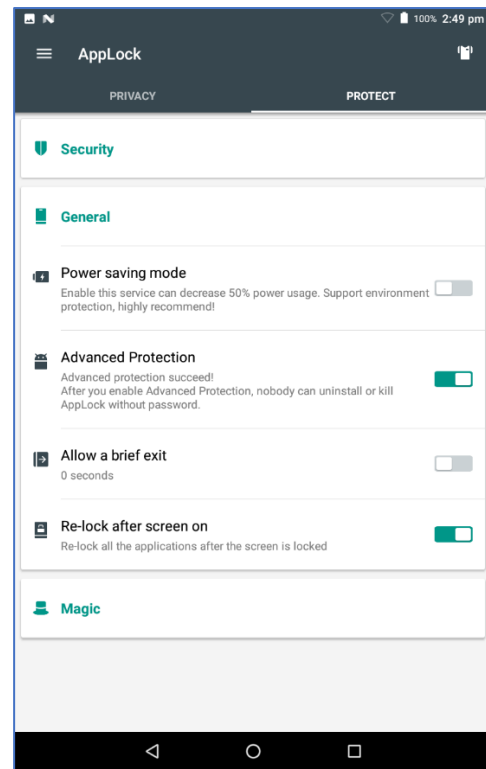 100% 2:49 pm
AppLock
PRIVACY PROTECT
Security
General
Power saving mode
Enable this service can decrease 50% power usage. Support environment
protection, highly recommend!
Advanced Protection
Advanced protection succeed!
After you enable Advanced Protection, nobody can uninstall or kill
AppLock without password.
Allow a brief exit
0 seconds
Re-lock after screen on
Re-lock all the applications after the screen is locked
Magic